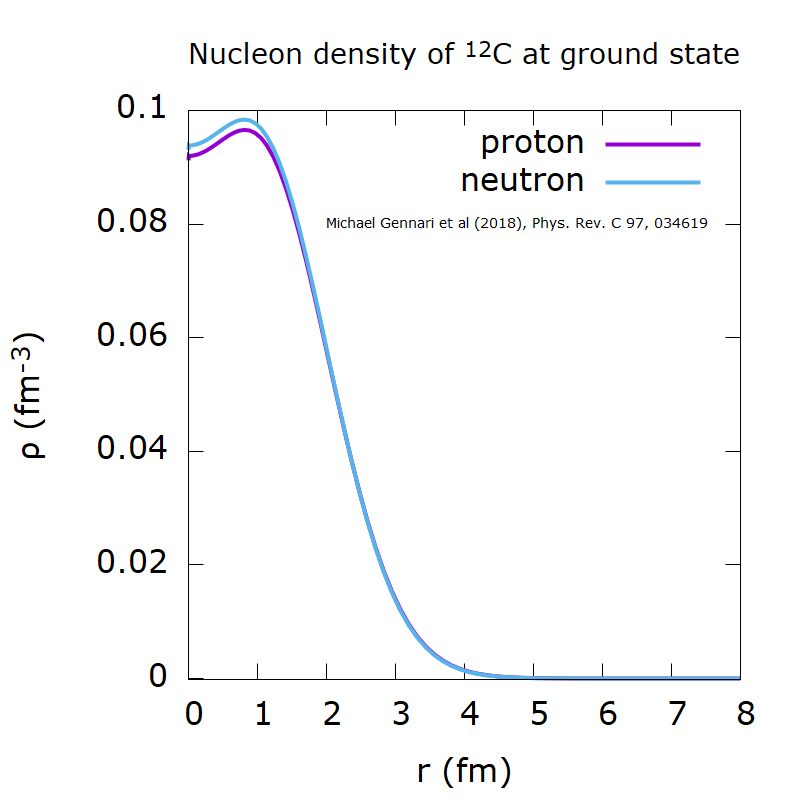 Nucleon density of ¹²C at ground state
0.1
0.08
0.06
0.04
0.02
0
ρ (fm⁻³)
proton
neutron
Michael Gennari et al (2018), Phys. Rev. C 97, 034619
0 1 2 3 4 5 6 7 8
r (fm)